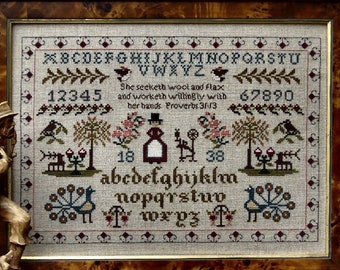 ABCDEFGHIJKLMNOPQRSTU
VWXYZ
She seeketh wool and flax
and worketh willingly with
her hands Proverbs 31:13
12345 67890
18 38
abcdefghijklm
nopqrstuv
wxyz